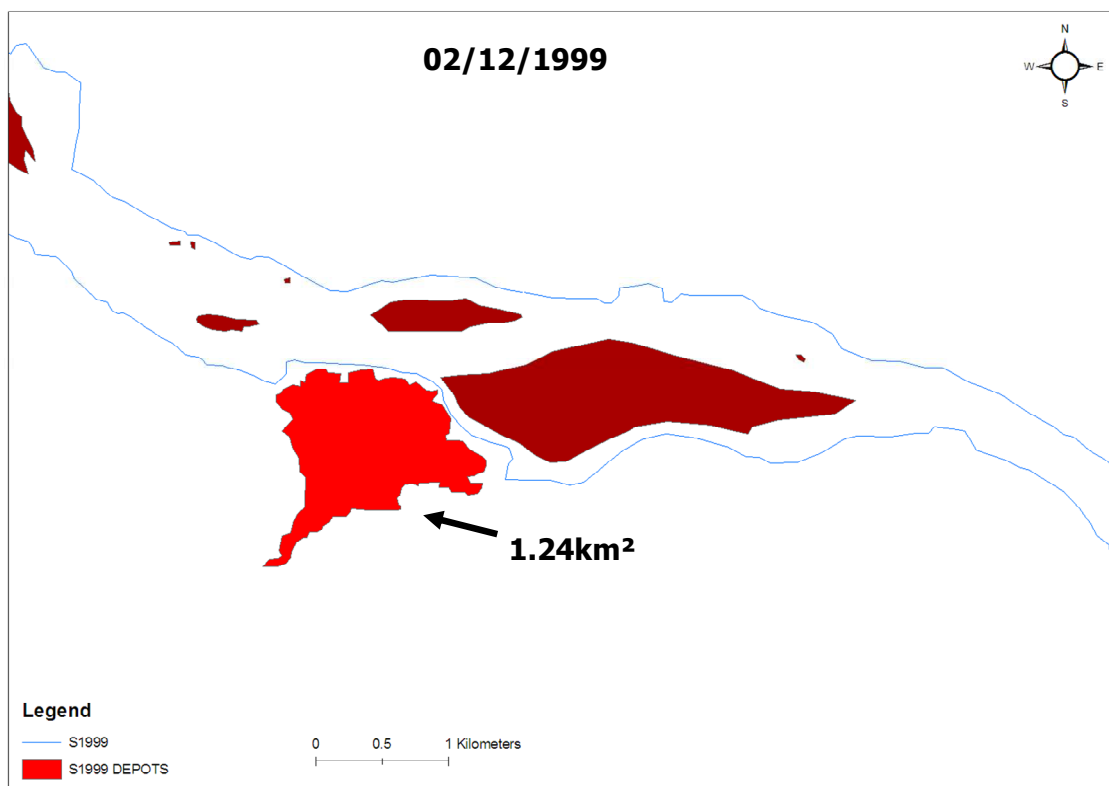 02/12/1999
N
W E
S
1.24km²
Legend
S1999
S1999 DEPOTS
0 0.5 1 Kilometers